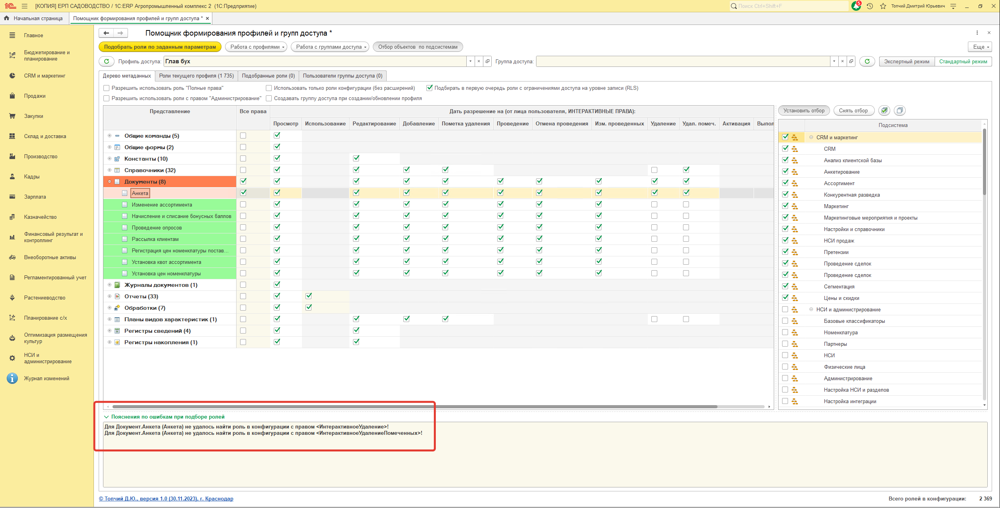 [КОПИЯ] ЕРП САДОВОДСТВО / 1С:ERP Агропромышленный комплекс 2 (1С:Предприятие)
Поиск Ctrl+Shift+F
5
Топчий Дмитрий Юрьевич
Начальная страница
Помощник формирования профилей и групп доступа *
Главное
Бюджетирование и
планирование
CRM и маркетинг
Продажи
Закупки
Склад и доставка
Производство
Кадры
Зарплата
Казначейство
Финансовый результат и
контроллинг
Внеоборотные активы
Регламентированный учет
Растениеводство
Планирование с/х
Оптимизация размещения
культур
НСИ и
администрирование
Журнал изменений
Помощник формирования профилей и групп доступа *
Подобрать роли по заданным параметрам
Работа с профилями
Работа с группами доступа
Отбор объектов по подсистемам
Еще
Профиль доступа: Глав бух
Группа доступа:
Экспертный режим
Стандартный режим
Дерево метаданных
Роли текущего профиля (1 735)
Подобранные роли (0)
Пользователи группы доступа (0)
Разрешить использовать роль "Полные права"
Использовать только роли конфигурации (без расширений)
Подбирать в первую очередь роли с ограничениями доступа на уровне записи (RLS)
Разрешить использовать роли с правом "Администрирование"
Создавать группу доступа при создании/обновлении профиля
Представление
Все права
Дать разрешение на (от лица пользователя, ИНТЕРАКТИВНЫЕ ПРАВА):
Просмотр
Использование
Редактирование
Добавление
Пометка удаления
Проведение
Отмена проведения
Изм. проведенных
Удаление
Удал. помеч.
Активация
Выпол
Общие команды (5)
Общие формы (2)
Константы (10)
Справочники (32)
Документы (8)
Анкета
Изменение ассортимента
Начисление и списание бонусных баллов
Проведение опросов
Рассылка клиентам
Регистрация цен номенклатуры постав...
Установка квот ассортимента
Установка цен номенклатуры
Журналы документов (1)
Отчеты (33)
Обработки (7)
Планы видов характеристик (1)
Регистры сведений (4)
Регистры накопления (1)
Установить отбор
Снять отбор
Подсистема
CRM и маркетинг
CRM
Анализ клиентской базы
Анкетирование
Ассортимент
Конкурентная разведка
Маркетинг
Маркетинговые мероприятия и проекты
Настройки и справочники
НСИ продаж
Претензии
Проведение сделок
Проведение сделок
Сегментация
Цены и скидки
НСИ и администрирование
Базовые классификаторы
Номенклатура
Партнеры
НСИ
Физические лица
Администрирование
Настройка НСИ и разделов
Настройка интеграции
Пояснения по ошибкам при подборе ролей
Для Документ.Анкета (Анкета) не удалось найти роль в конфигурации с правом <ИнтерактивноеУдаление>!
Для Документ.Анкета (Анкета) не удалось найти роль в конфигурации с правом <ИнтерактивноеУдалениеПомеченных>!
© Топчий Д.Ю., версия 1.0 (30.11.2023), г. Краснодар
Всего ролей в конфигурации: 2 369